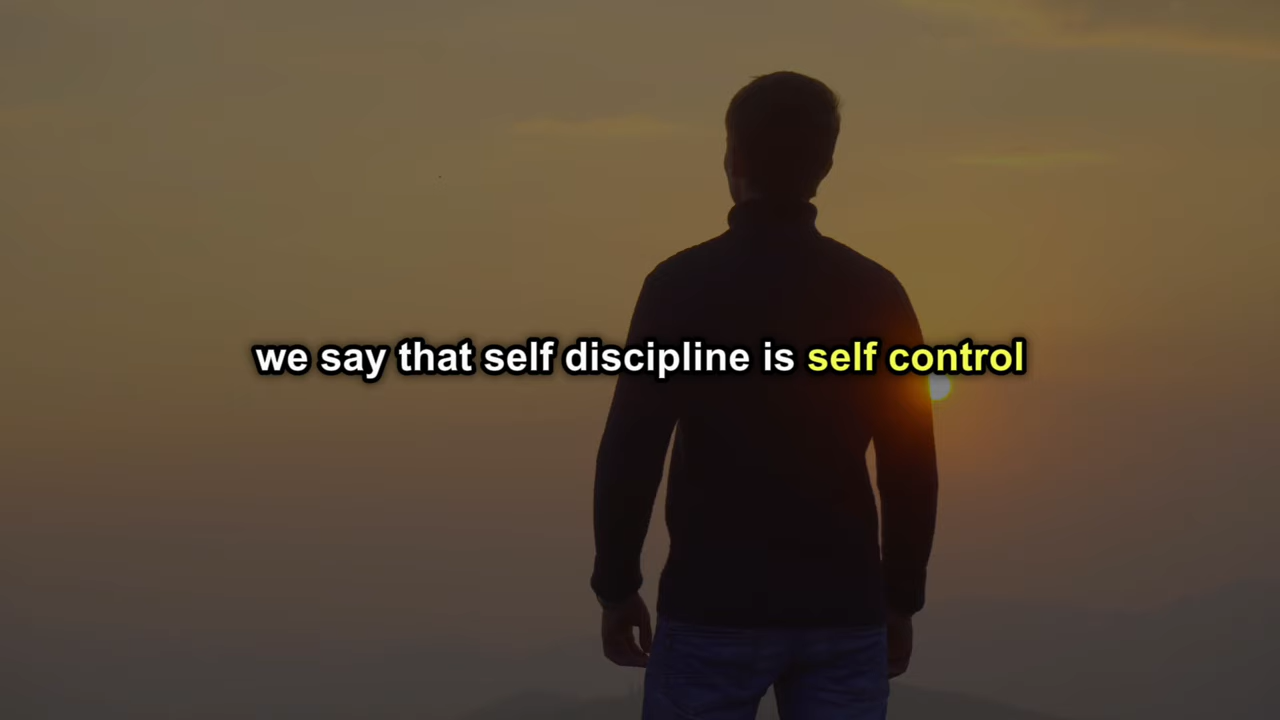 we say that self discipline is self control